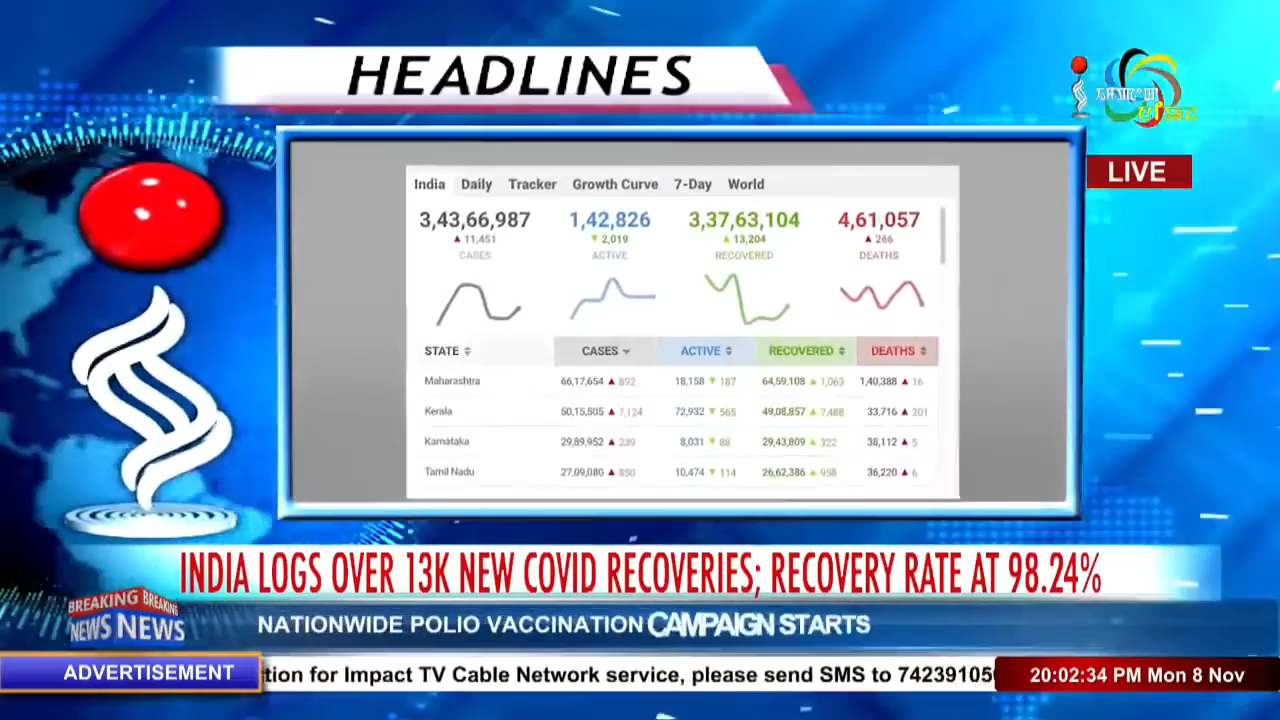 HEADLINES
LIVE
India Daily Tracker Growth Curve 7-Day World
3,43,66,987 1,42,826 3,37,63,104 4,61,057
▲ 11,451 ▼ 2,019 ▲ 13,204 ▲ 266
CASES ACTIVE RECOVERED DEATHS
STATE CASES ACTIVE RECOVERED DEATHS
Maharashtra 66,17,654 ▲ 892 18,158 ▼ 187 64,59,108 ▲ 1,063 1,40,388 ▲ 16
Kerala 50,15,505 ▲ 7,124 72,932 ▼ 565 49,08,857 ▲ 7,488 33,716 ▲ 201
Karnataka 29,89,952 ▲ 239 8,031 ▼ 88 29,43,809 ▲ 322 38,112 ▲ 5
Tamil Nadu 27,09,080 ▲ 850 10,474 ▼ 114 26,62,386 ▲ 958 36,220 ▲ 6
INDIA LOGS OVER 13K NEW COVID RECOVERIES; RECOVERY RATE AT 98.24%
BREAKING BREAKING
NEWS NEWS
NATIONWIDE POLIO VACCINATION CAMPAIGN STARTS
ADVERTISEMENT
tion for Impact TV Cable Network service, please send SMS to 74239105
20:02:34 PM Mon 8 Nov